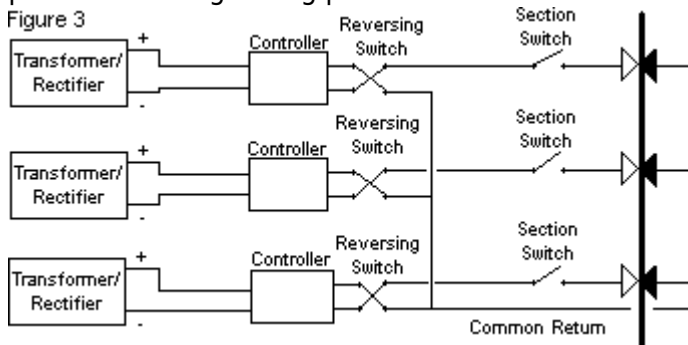 Figure 3
+
Transformer/
Rectifier
-
Controller
Reversing
Switch
Section
Switch
+
Transformer/
Rectifier
-
Controller
Reversing
Switch
Section
Switch
+
Transformer/
Rectifier
-
Controller
Reversing
Switch
Section
Switch
Common Return